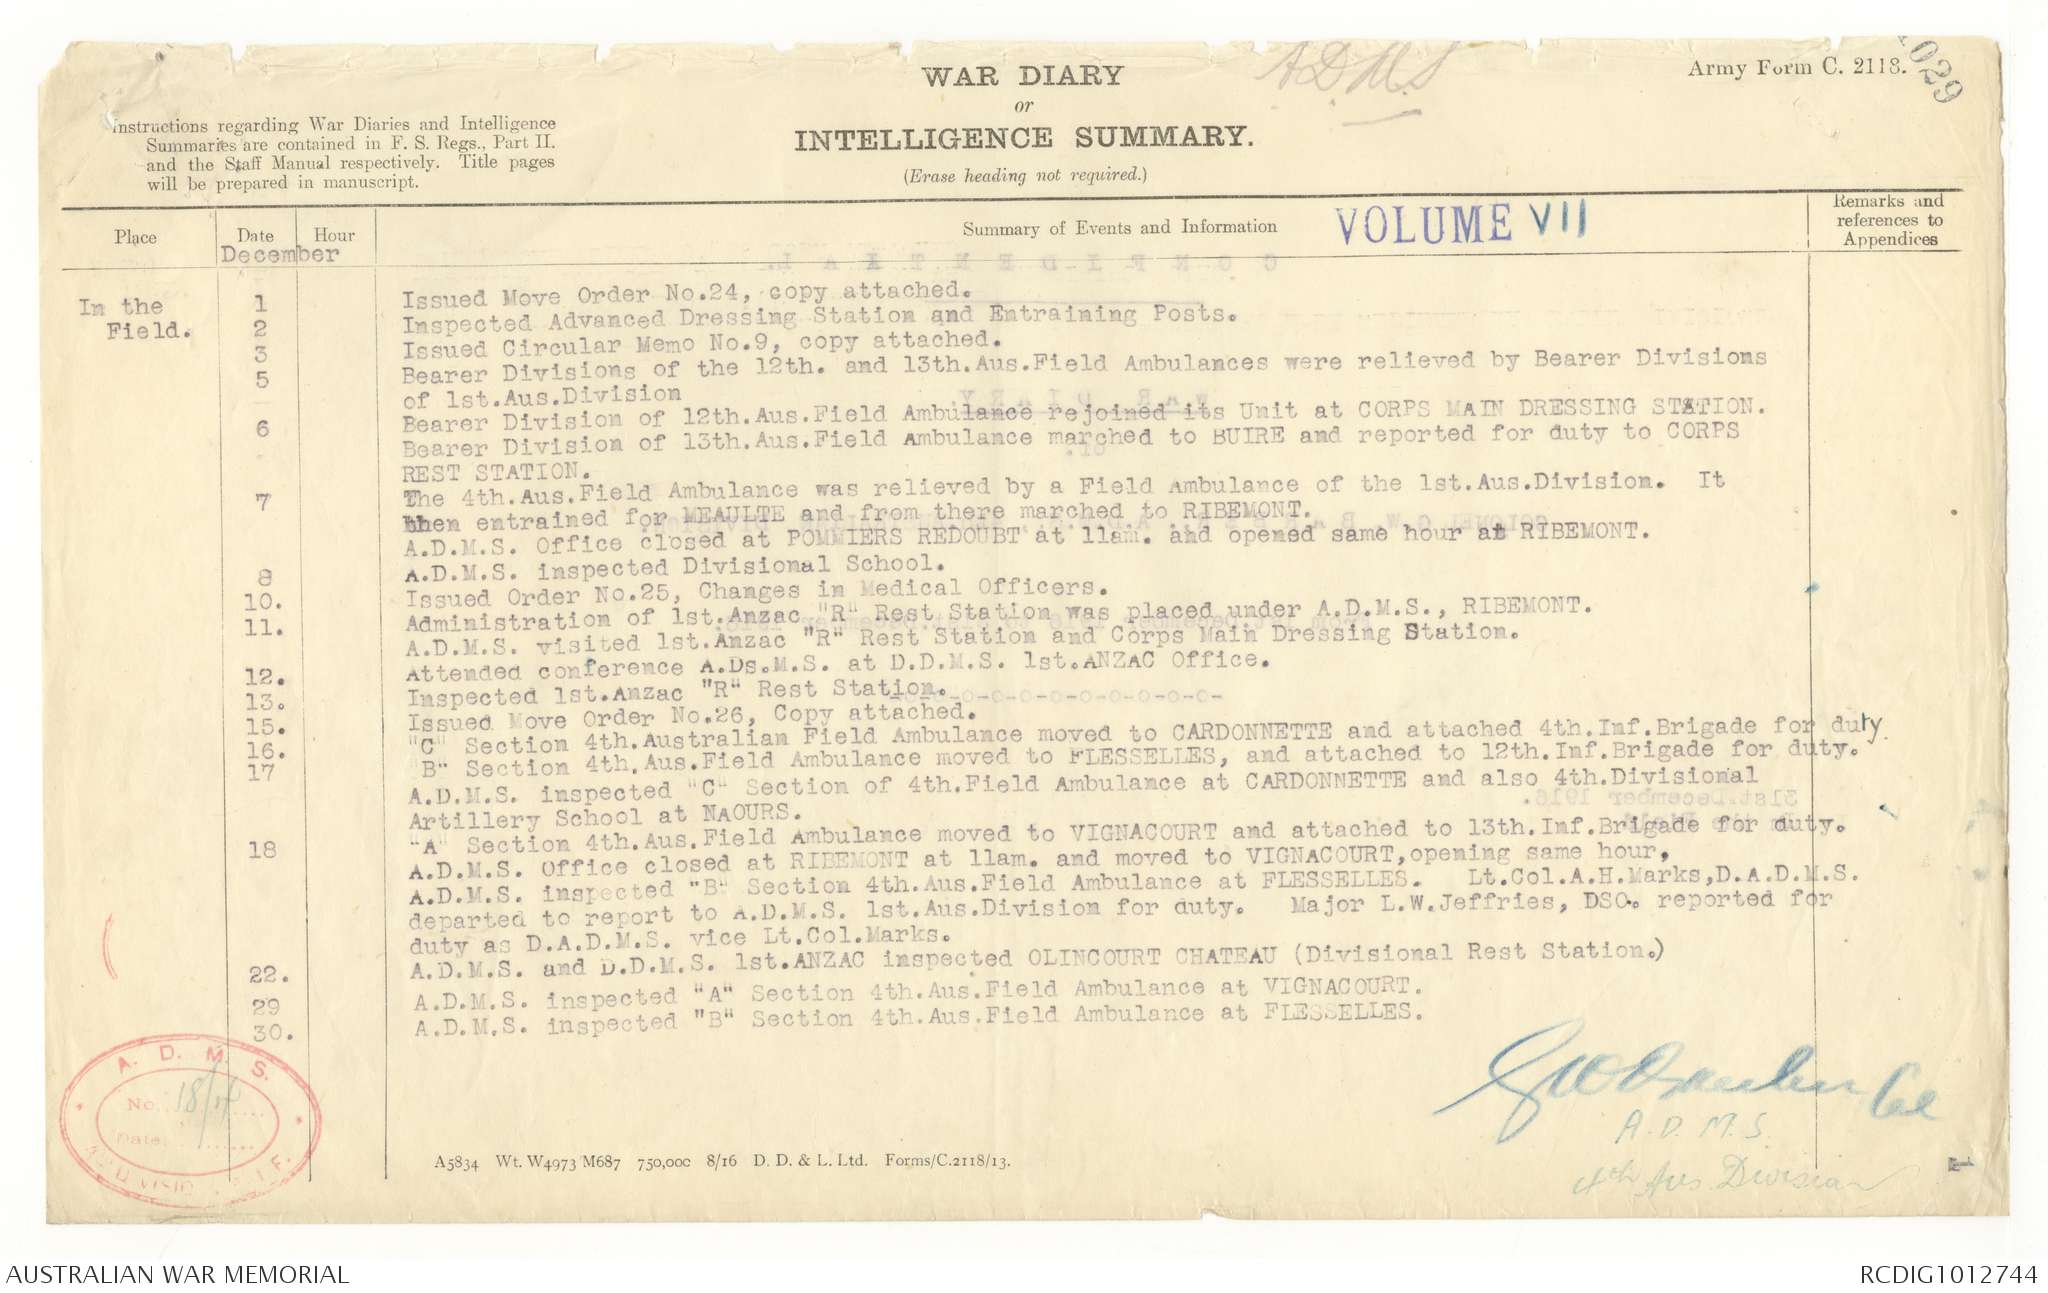 A.D.M.S
1029
Army Form C. 2118.
WAR DIARY
or
INTELLIGENCE SUMMARY.
(Erase heading not required.)
Instructions regarding War Diaries and Intelligence
Summaries are contained in F. S. Regs., Part II.
and the Staff Manual respectively. Title pages
will be prepared in manuscript.
Place
Date
Hour
Summary of Events and Information
VOLUME VII
Remarks and
references to
Appendices
December
In the
Field.
1 Issued Move Order No.24, copy attached.
2 Inspected Advanced Dressing Station and Entraining Posts.
3 Issued Circular Memo No.9, copy attached.
5 Bearer Divisions of the 12th. and 13th.Aus.Field Ambulances were relieved by Bearer Divisions
of 1st.Aus.Division
6 Bearer Division of 12th.Aus.Field Ambulance rejoined its Unit at CORPS MAIN DRESSING STATION.
Bearer Division of 13th.Aus.Field Ambulance marched to BUIRE and reported for duty to CORPS
REST STATION.
7 The 4th.Aus.Field Ambulance was relieved by a Field Ambulance of the 1st.Aus.Division. It
then entrained for MEAULTE and from there marched to RIBEMONT.
A.D.M.S. Office closed at POMMIERS REDOUBT at 11am. and opened same hour at RIBEMONT.
8 A.D.M.S. inspected Divisional School.
10. Issued Order No.25, Changes in Medical Officers.
11. Administration of 1st.Anzac "R" Rest Station was placed under A.D.M.S., RIBEMONT.
A.D.M.S. visited 1st.Anzac "R" Rest Station and Corps Main Dressing Station.
12. Attended conference A.Ds.M.S. at D.D.M.S. 1st.ANZAC Office.
13. Inspected 1st.Anzac "R" Rest Station.
15. Issued Move Order No.26, Copy attached.
16. "C" Section 4th.Australian Field Ambulance moved to CARDONNETTE and attached 4th.Inf.Brigade for duty.
17 "B" Section 4th.Aus.Field Ambulance moved to FLESSELLES, and attached to 12th.Inf.Brigade for duty.
A.D.M.S. inspected "C" Section of 4th.Field Ambulance at CARDONNETTE and also 4th.Divisional
Artillery School at NAOURS.
18 "A" Section 4th.Aus.Field Ambulance moved to VIGNACOURT and attached to 13th.Inf.Brigade for duty.
A.D.M.S. Office closed at RIBEMONT at 11am. and moved to VIGNACOURT,opening same hour,
A.D.M.S. inspected "B" Section 4th.Aus.Field Ambulance at FLESSELLES. Lt.Col.A.H.Marks,D.A.D.M.S.
departed to report to A.D.M.S. 1st.Aus.Division for duty. Major L.W.Jeffries, DSO. reported for
duty as D.A.D.M.S. vice Lt.Col.Marks.
22. A.D.M.S. and D.D.M.S. 1st.ANZAC inspected OLINCOURT CHATEAU (Divisional Rest Station.)
29 A.D.M.S. inspected "A" Section 4th.Aus.Field Ambulance at VIGNACOURT.
30. A.D.M.S. inspected "B" Section 4th.Aus.Field Ambulance at FLESSELLES.
G W Barber Col
A.D.M.S.
4th Aus. Division
A. D. M. S.
No.
Date.
A5834 Wt. W4973 M687 750,000 8/16 D. D. & L. Ltd. Forms/C.2118/13.
1
AUSTRALIAN WAR MEMORIAL
RCDIG1012744